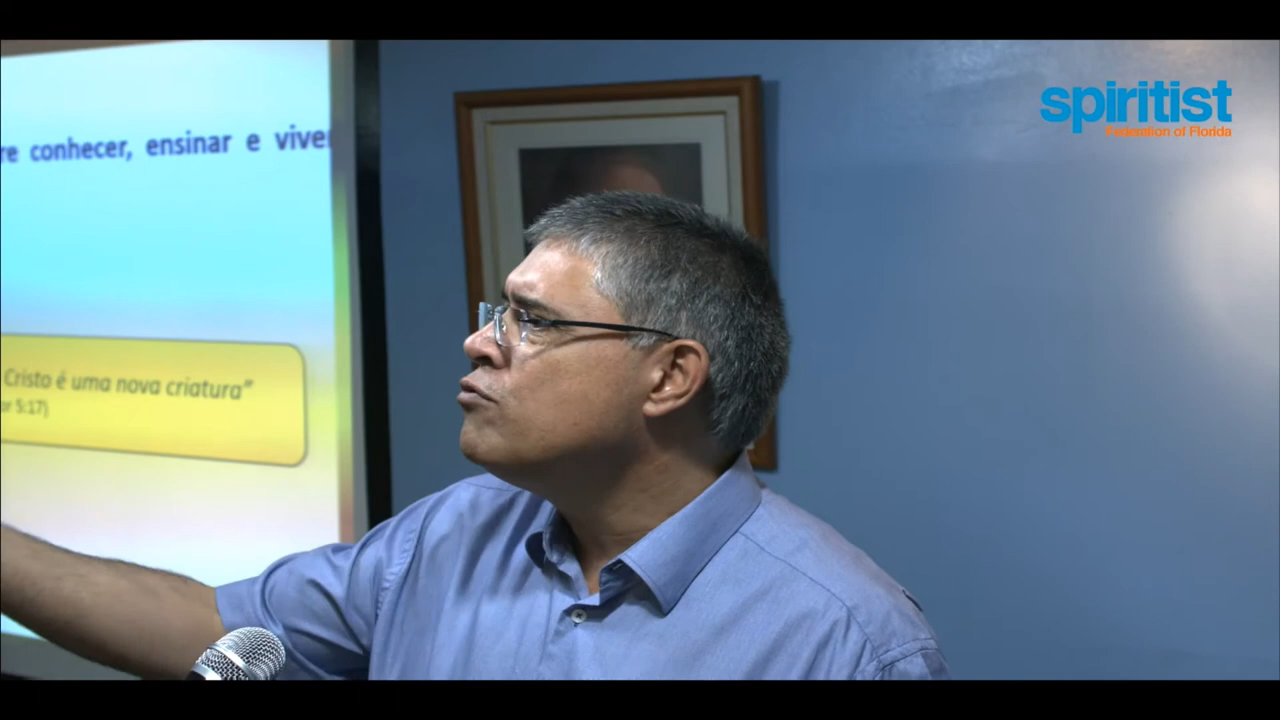 spiritist
Federation of Florida
re conhecer, ensinar e viver
Cristo é uma nova criatura”
or 5:17)